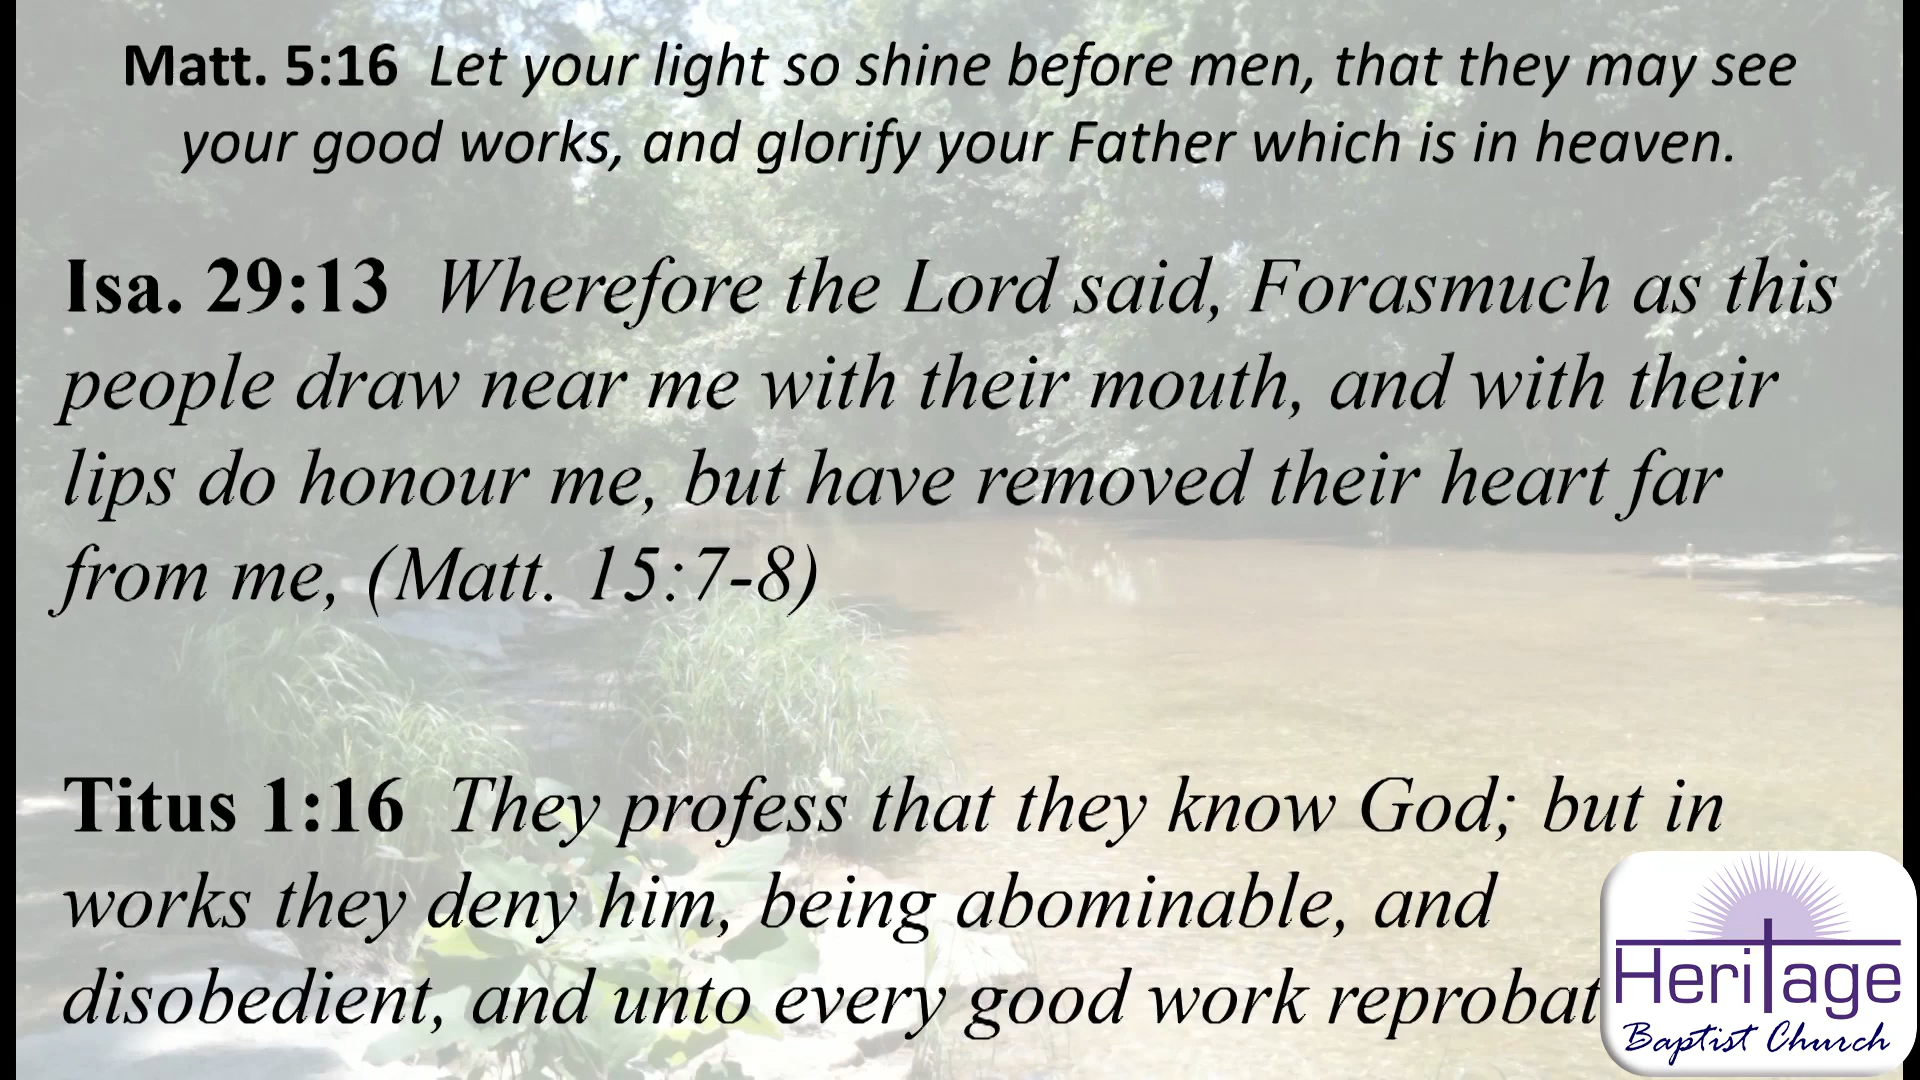 Matt. 5:16 Let your light so shine before men, that they may see
your good works, and glorify your Father which is in heaven.
Isa. 29:13 Wherefore the Lord said, Forasmuch as this
people draw near me with their mouth, and with their
lips do honour me, but have removed their heart far
from me, (Matt. 15:7-8)
Titus 1:16 They profess that they know God; but in
works they deny him, being abominable, and
disobedient, and unto every good work reprobat
Heritage
Baptist Church